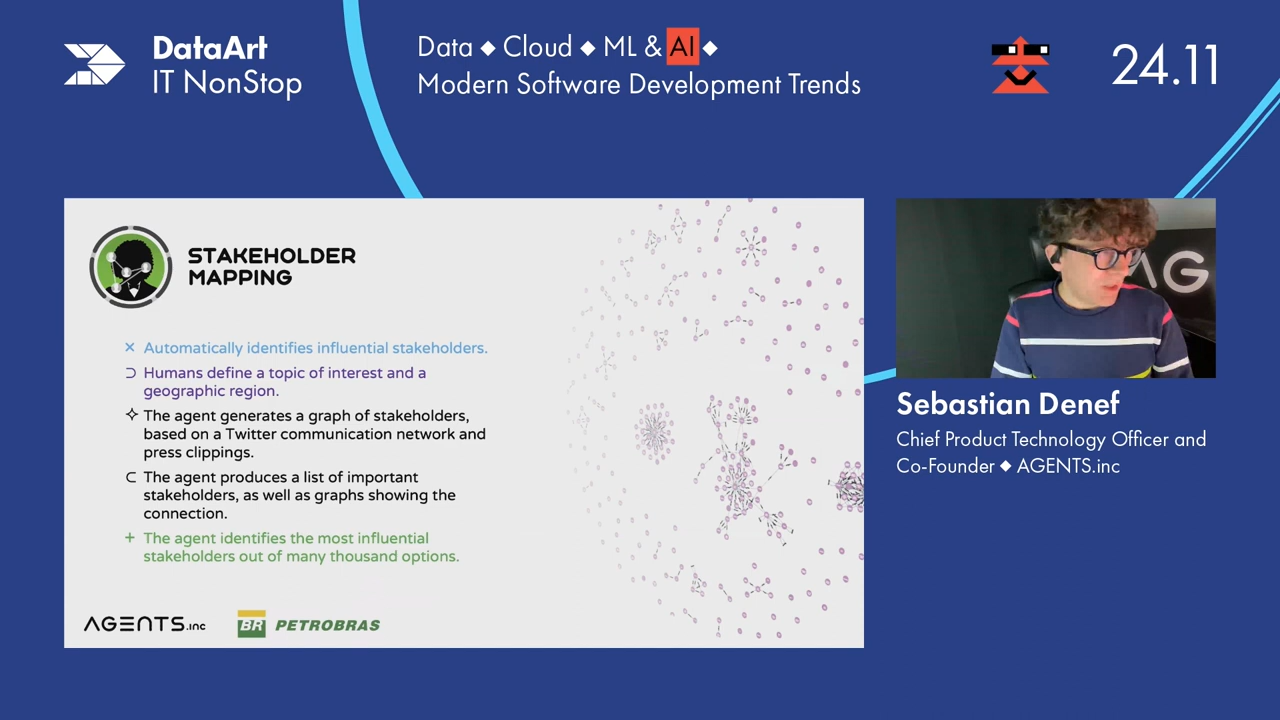 DataArt
IT NonStop
Data ◆ Cloud ◆ ML & AI ◆
Modern Software Development Trends
24.11
STAKEHOLDER
MAPPING
× Automatically identifies influential stakeholders.
⊃ Humans define a topic of interest and a
geographic region.
✧ The agent generates a graph of stakeholders,
based on a Twitter communication network and
press clippings.
⊂ The agent produces a list of important
stakeholders, as well as graphs showing the
connection.
+ The agent identifies the most influential
stakeholders out of many thousand options.
AGENTS.inc
BR PETROBRAS
AG
Sebastian Denef
Chief Product Technology Officer and
Co-Founder ◆ AGENTS.inc